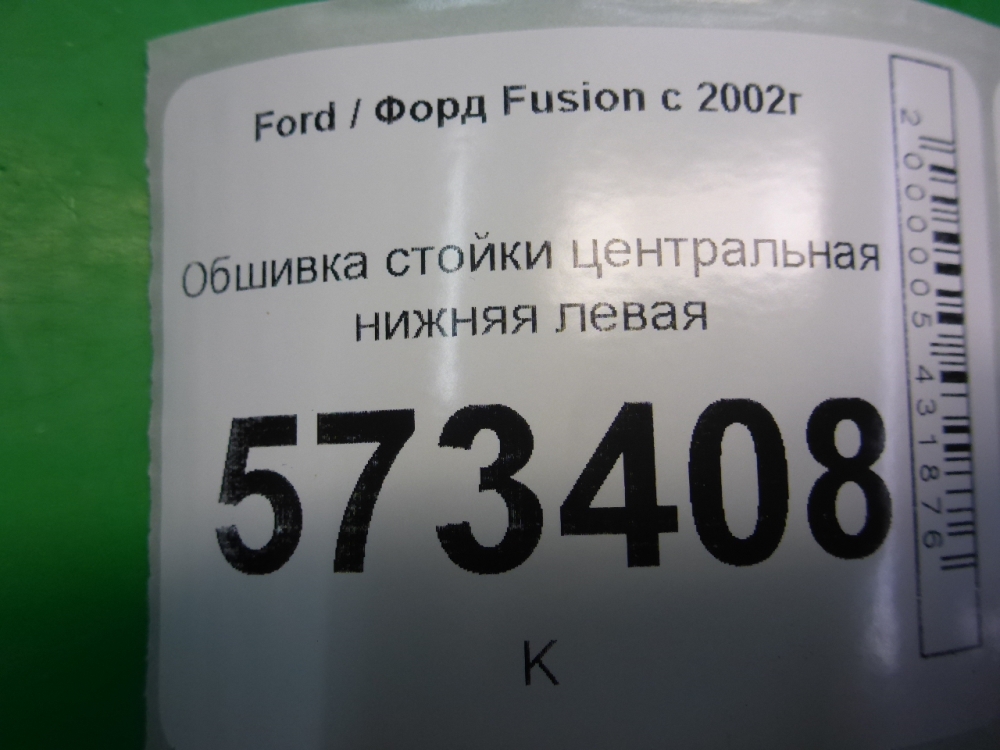 Ford / Форд Fusion с 2002г
Обшивка стойки центральная
нижняя левая
573408
К
2000005431876